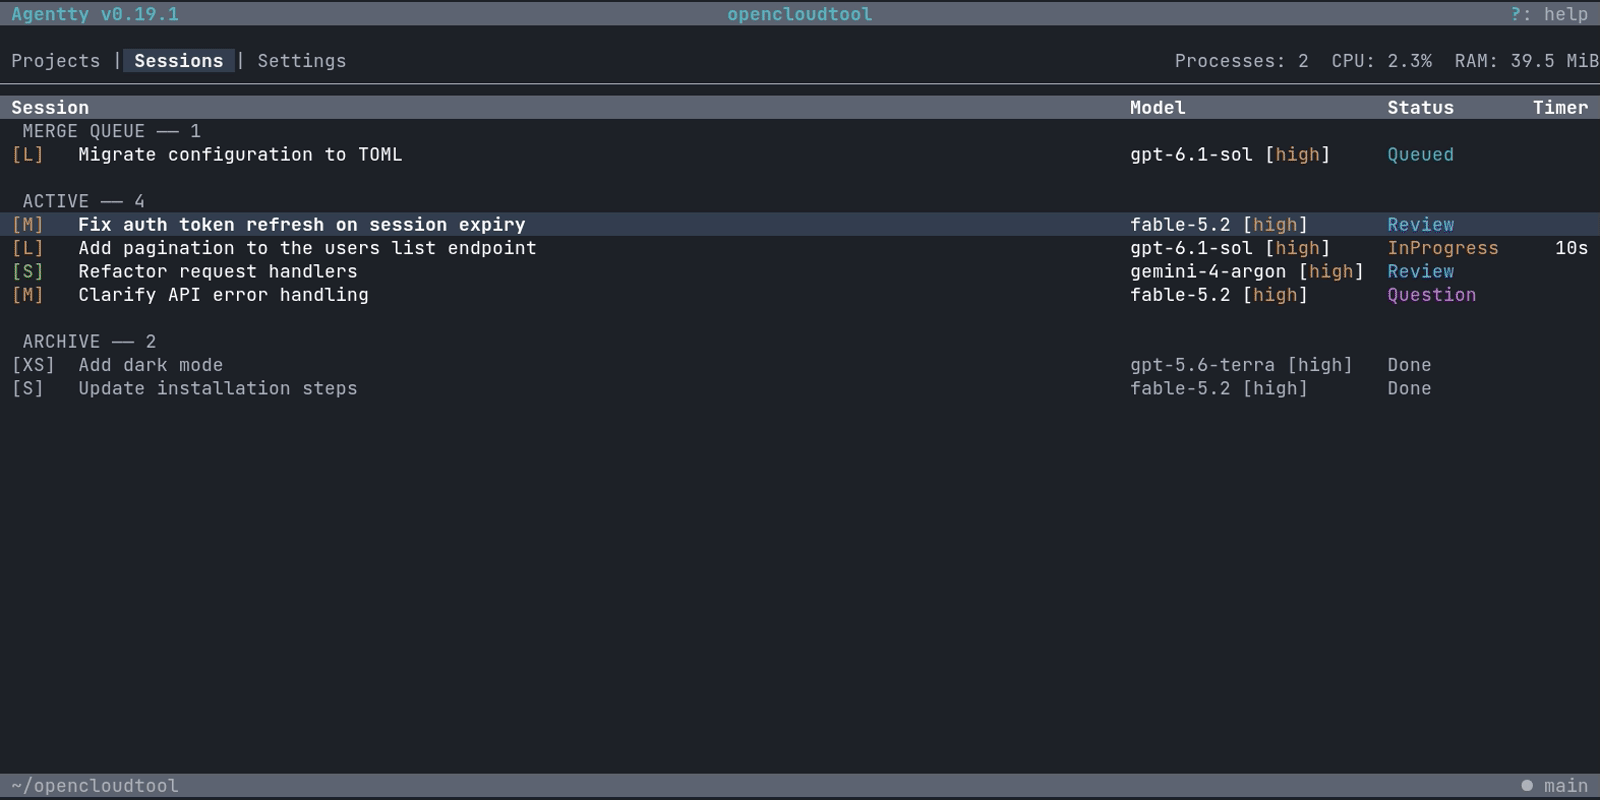 Agentty v0.19.1 opencloudtool ?: help
Projects | Sessions | Settings Processes: 2 CPU: 2.3% RAM: 39.5 MiB
Session Model Status Timer
MERGE QUEUE —— 1
[L] Migrate configuration to TOML gpt-6.1-sol [high] Queued
ACTIVE —— 4
[M] Fix auth token refresh on session expiry fable-5.2 [high] Review
[L] Add pagination to the users list endpoint gpt-6.1-sol [high] InProgress 10s
[S] Refactor request handlers gemini-4-argon [high] Review
[M] Clarify API error handling fable-5.2 [high] Question
ARCHIVE —— 2
[XS] Add dark mode gpt-5.6-terra [high] Done
[S] Update installation steps fable-5.2 [high] Done
~/opencloudtool ● main